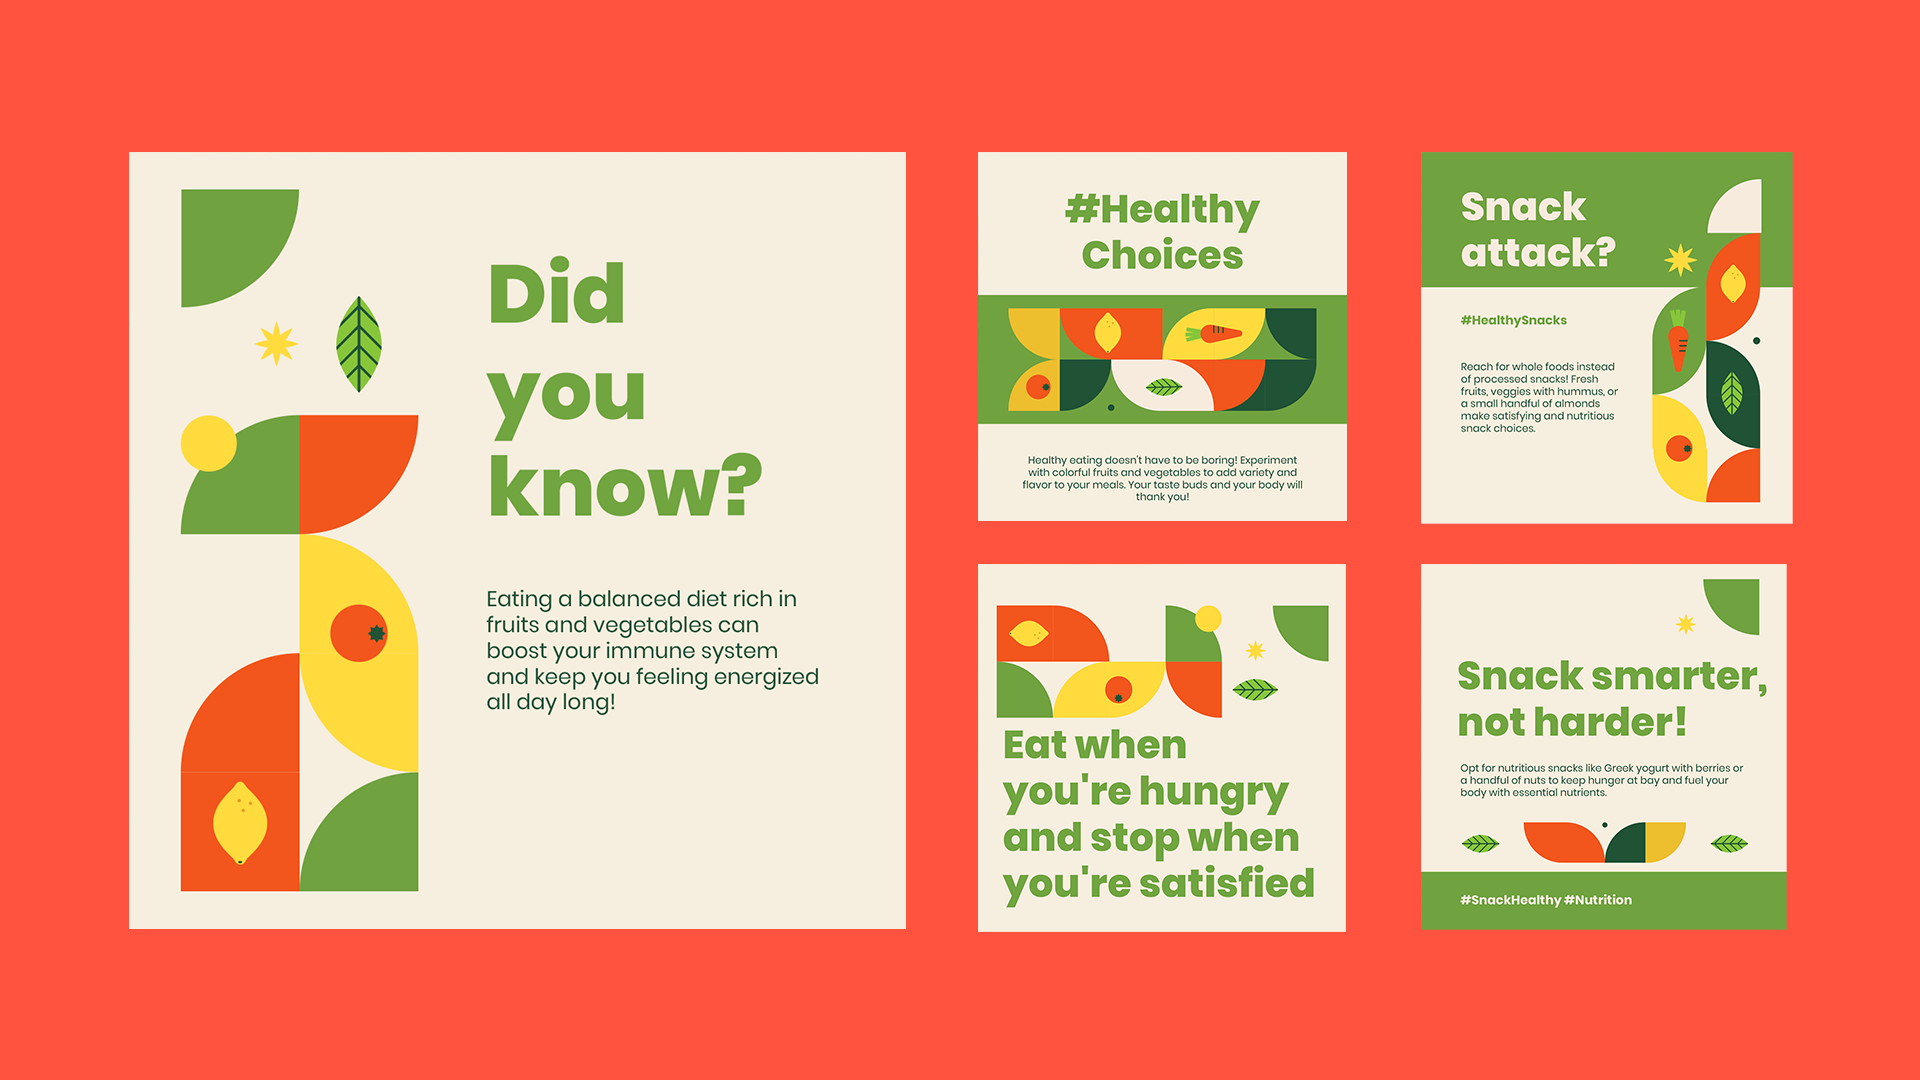 Did
you
know?
Eating a balanced diet rich in
fruits and vegetables can
boost your immune system
and keep you feeling energized
all day long!
#Healthy
Choices
Healthy eating doesn't have to be boring! Experiment
with colorful fruits and vegetables to add variety and
flavor to your meals. Your taste buds and your body will
thank you!
Snack
attack?
#HealthySnacks
Reach for whole foods instead
of processed snacks! Fresh
fruits, veggies with hummus, or
a small handful of almonds
make satisfying and nutritious
snack choices.
Eat when
you're hungry
and stop when
you're satisfied
Snack smarter,
not harder!
Opt for nutritious snacks like Greek yogurt with berries or
a handful of nuts to keep hunger at bay and fuel your
body with essential nutrients.
#SnackHealthy #Nutrition